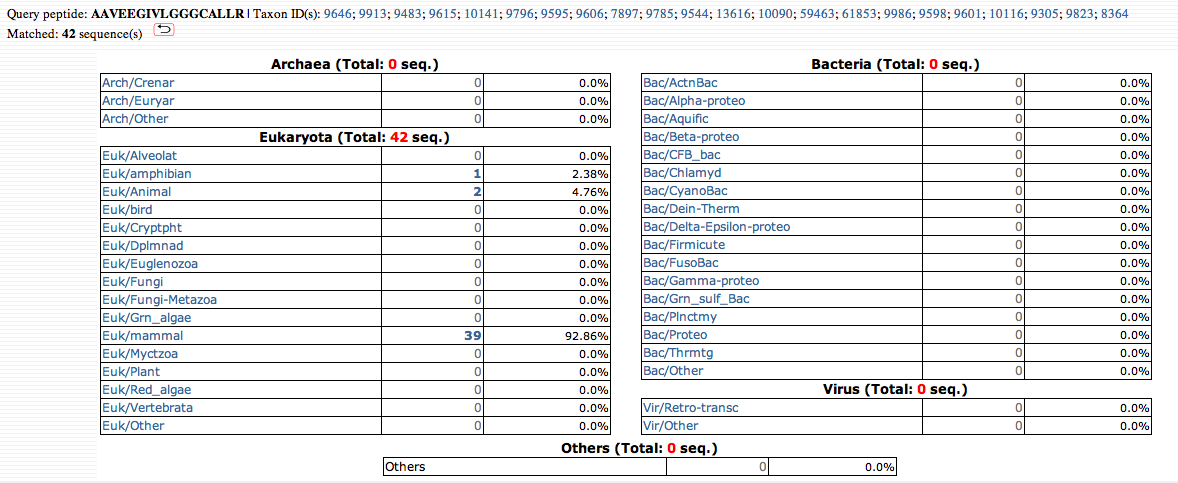 Query peptide: AAVEEGIVLGGGCALLR | Taxon ID(s): 9646; 9913; 9483; 9615; 10141; 9796; 9595; 9606; 7897; 9785; 9544; 13616; 10090; 59463; 61853; 9986; 9598; 9601; 10116; 9305; 9823; 8364
Matched: 42 sequence(s)
Archaea (Total: 0 seq.)
Arch/Crenar 0 0.0%
Arch/Euryar 0 0.0%
Arch/Other 0 0.0%
Eukaryota (Total: 42 seq.)
Euk/Alveolat 0 0.0%
Euk/amphibian 1 2.38%
Euk/Animal 2 4.76%
Euk/bird 0 0.0%
Euk/Cryptpht 0 0.0%
Euk/Dplmnad 0 0.0%
Euk/Euglenozoa 0 0.0%
Euk/Fungi 0 0.0%
Euk/Fungi-Metazoa 0 0.0%
Euk/Grn_algae 0 0.0%
Euk/mammal 39 92.86%
Euk/Myctzoa 0 0.0%
Euk/Plant 0 0.0%
Euk/Red_algae 0 0.0%
Euk/Vertebrata 0 0.0%
Euk/Other 0 0.0%
Bacteria (Total: 0 seq.)
Bac/ActnBac 0 0.0%
Bac/Alpha-proteo 0 0.0%
Bac/Aquific 0 0.0%
Bac/Beta-proteo 0 0.0%
Bac/CFB_bac 0 0.0%
Bac/Chlamyd 0 0.0%
Bac/CyanoBac 0 0.0%
Bac/Dein-Therm 0 0.0%
Bac/Delta-Epsilon-proteo 0 0.0%
Bac/Firmicute 0 0.0%
Bac/FusoBac 0 0.0%
Bac/Gamma-proteo 0 0.0%
Bac/Grn_sulf_Bac 0 0.0%
Bac/Plnctmy 0 0.0%
Bac/Proteo 0 0.0%
Bac/Thrmtg 0 0.0%
Bac/Other 0 0.0%
Virus (Total: 0 seq.)
Vir/Retro-transc 0 0.0%
Vir/Other 0 0.0%
Others (Total: 0 seq.)
Others 0 0.0%